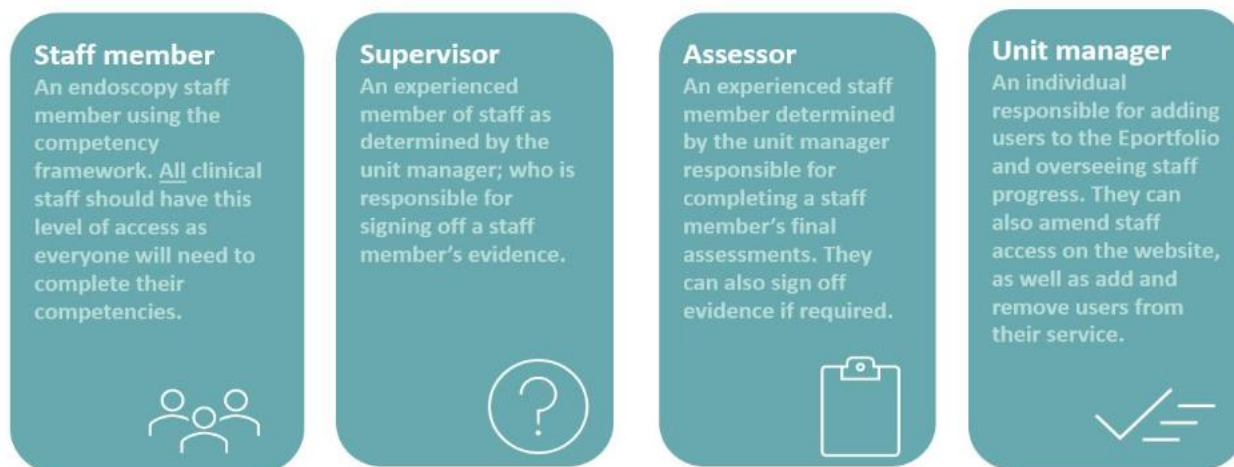 Staff member
An endoscopy staff
member using the
competency
framework. All clinical
staff should have this
level of access as
everyone will need to
complete their
competencies.
Supervisor
An experienced
member of staff as
determined by the
unit manager; who is
responsible for
signing off a staff
member’s evidence.
Assessor
An experienced staff
member determined
by the unit manager
responsible for
completing a staff
member’s final
assessments. They
can also sign off
evidence if required.
Unit manager
An individual
responsible for adding
users to the Eportfolio
and overseeing staff
progress. They can
also amend staff
access on the website,
as well as add and
remove users from
their service.
?